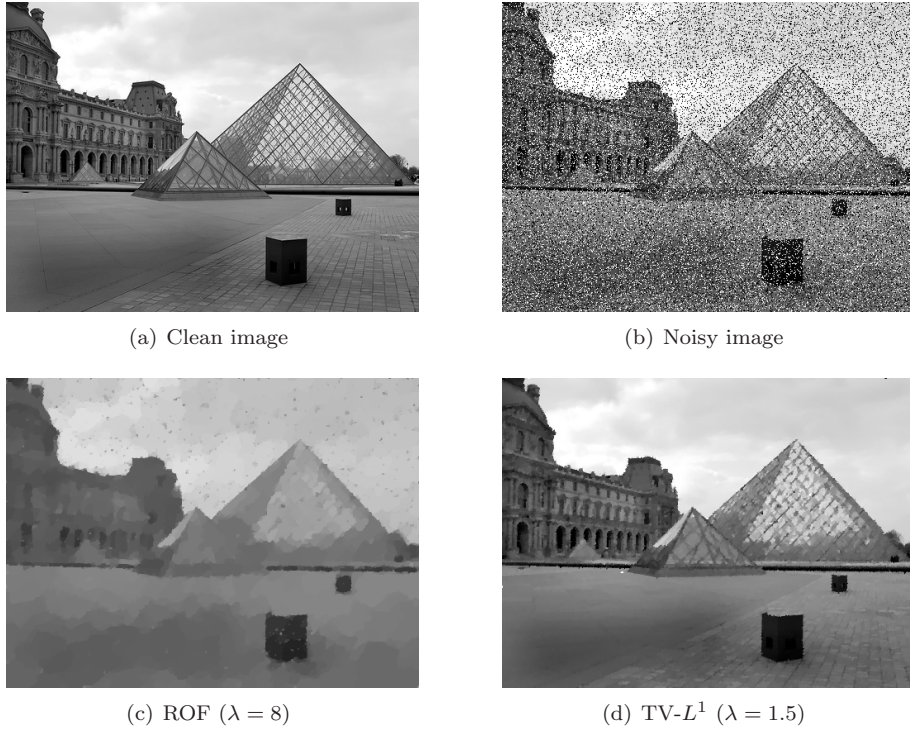 (a) Clean image
(b) Noisy image
(c) ROF (λ = 8)
(d) TV-L¹ (λ = 1.5)